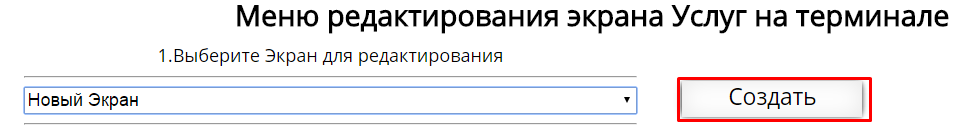 Меню редактирования экрана Услуг на терминале
1.Выберите Экран для редактирования
Новый Экран
Создать